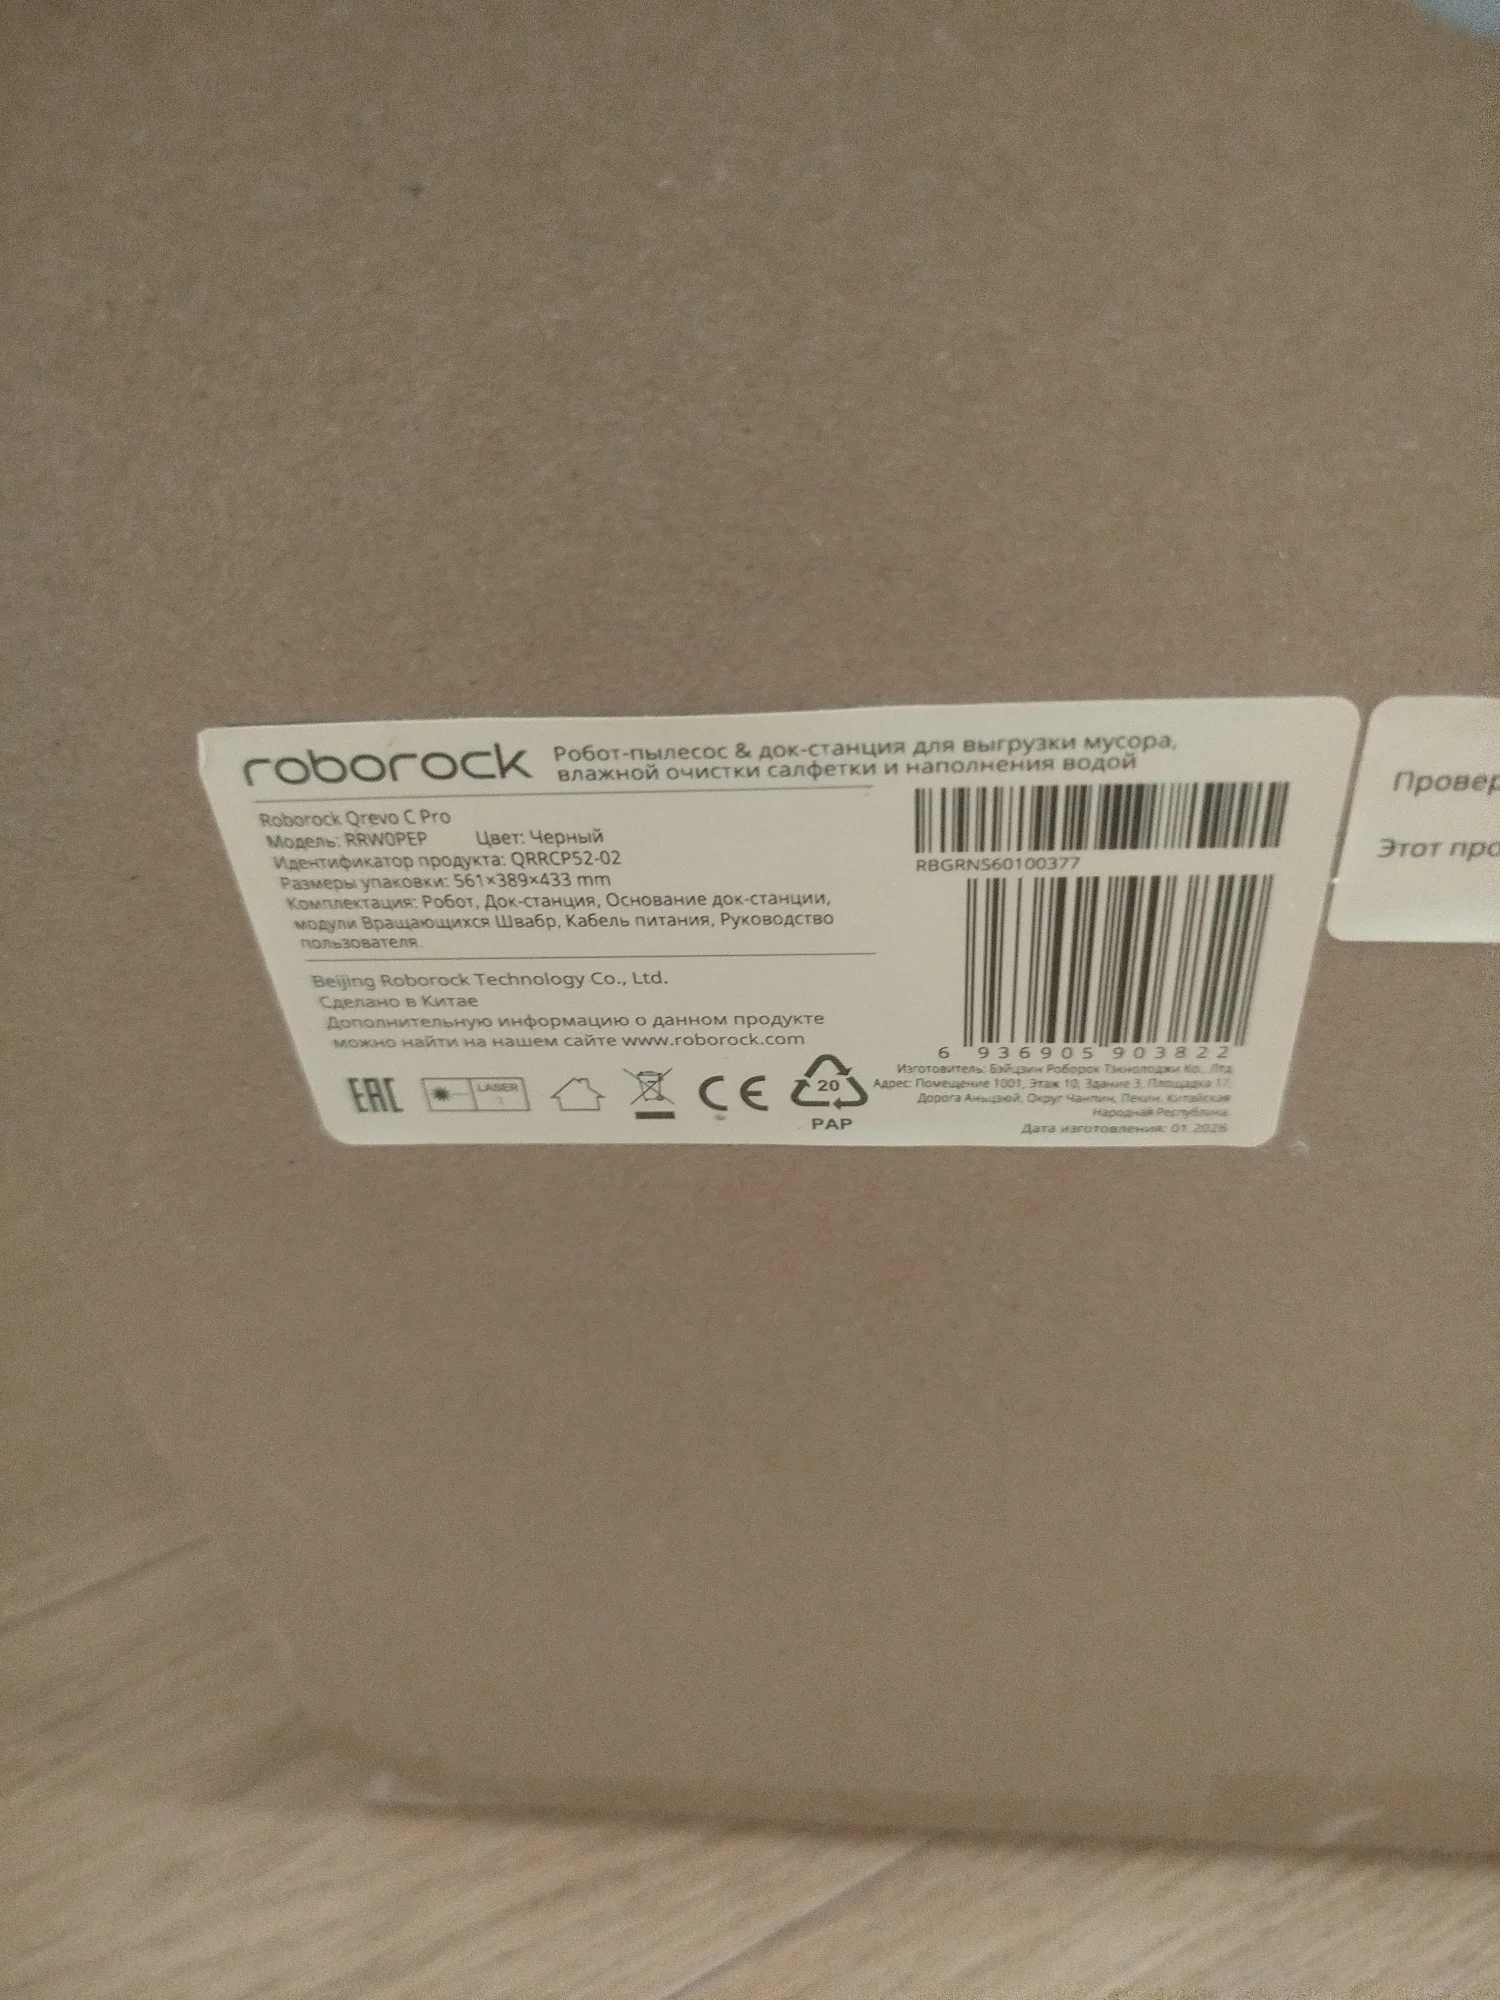 roborock
Робот-пылесос & док-станция для выгрузки мусора,
влажной очистки салфетки и наполнения водой
Roborock Qrevo C Pro
Модель: RRW0PEP Цвет: Черный
Идентификатор продукта: QRRCP52-02
Размеры упаковки: 561×389×433 mm
Комплектация: Робот, Док-станция, Основание док-станции,
модули Вращающихся Швабр, Кабель питания, Руководство
пользователя.
Beijing Roborock Technology Co., Ltd.
Сделано в Китае
Дополнительную информацию о данном продукте
можно найти на нашем сайте www.roborock.com
EAC
LASER
CE
20
PAP
RBGRNS60100377
6 936905 903822
Изготовитель: Бэйцзин Роборок Тэкнолоджи Ко., Лтд
Адрес: Помещение 1001, Этаж 10, Здание 3, Площадка 17,
Дорога Аньцзюй, Округ Чанпин, Пекин, Китайская
Народная Республика
Дата изготовления: 01.2026
Провер
Этот про